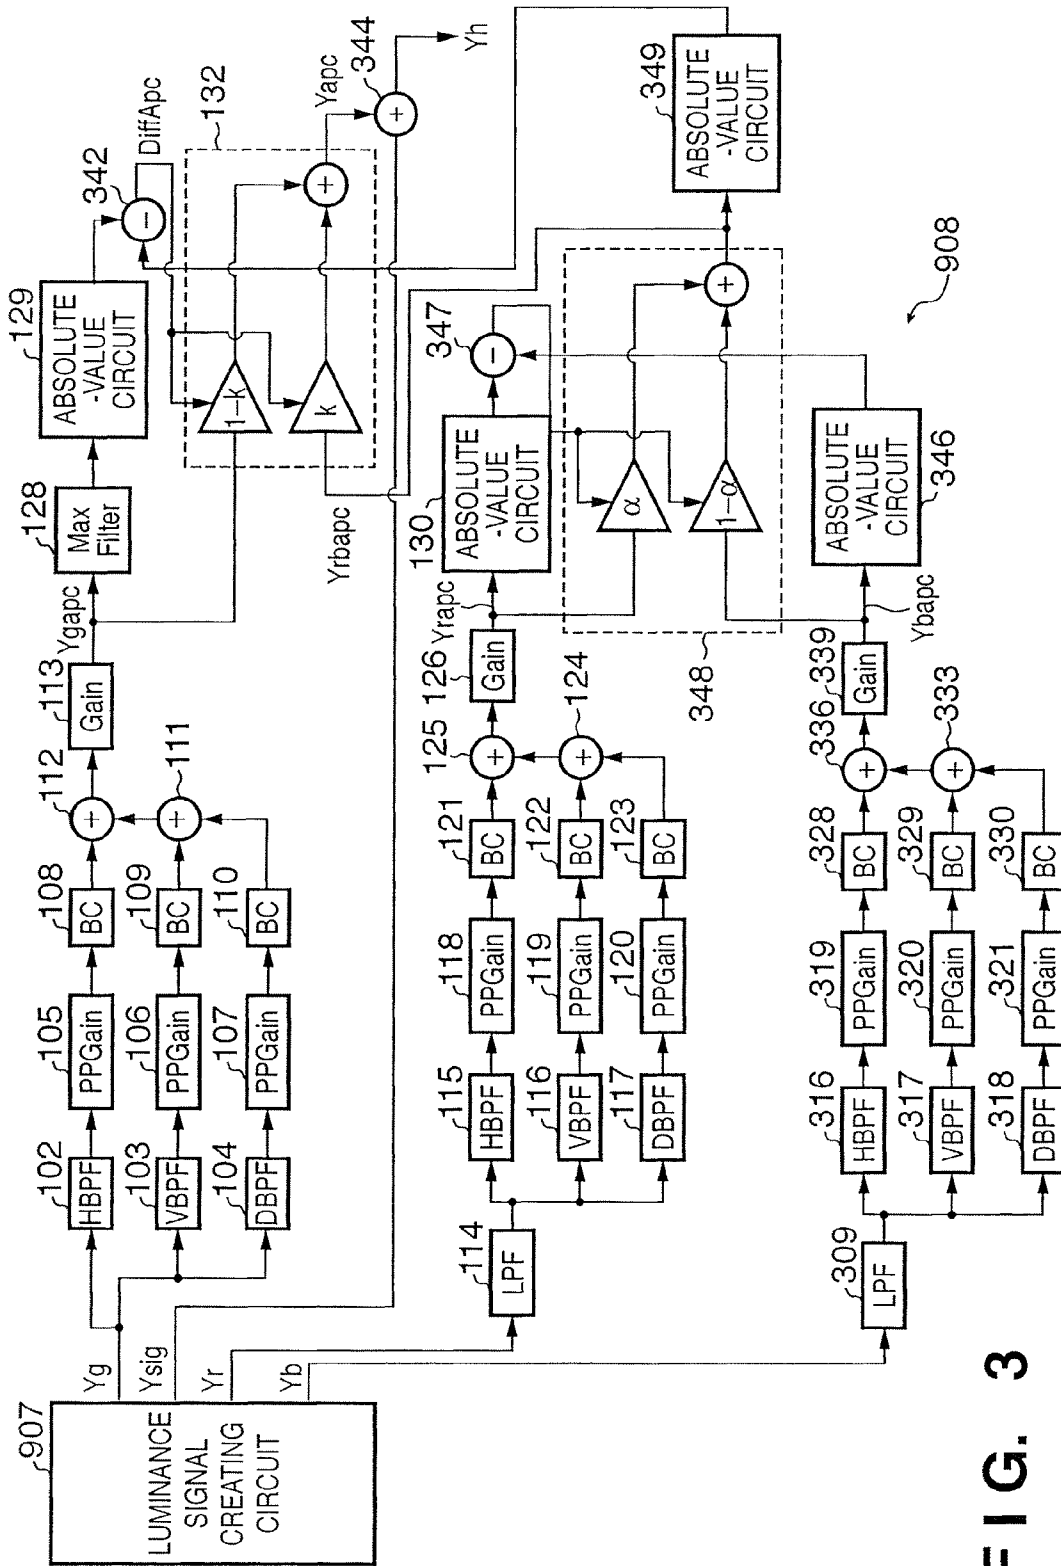 907
LUMINANCE
SIGNAL
CREATING
CIRCUIT
Yg
Ysig
Yr
Yb
102
HBPF
103
VBPF
104
DBPF
105
PPGain
106
PPGain
107
PPGain
108
BC
109
BC
110
BC
112
+
111
+
113
Gain
Ygapc
128
Max
Filter
129
ABSOLUTE
-VALUE
CIRCUIT
342
−
DiffApc
132
1−k
k
+
Yapc
344
+
Yh
Yrbapc
114
LPF
115
HBPF
116
VBPF
117
DBPF
118
PPGain
119
PPGain
120
PPGain
121
BC
122
BC
123
BC
125
+
124
+
126
Gain
Yrapc
130
ABSOLUTE
-VALUE
CIRCUIT
347
−
348
α
1−α
+
349
ABSOLUTE
-VALUE
CIRCUIT
309
LPF
316
HBPF
317
VBPF
318
DBPF
319
PPGain
320
PPGain
321
PPGain
328
BC
329
BC
330
BC
336
+
333
+
339
Gain
Ybapc
346
ABSOLUTE
-VALUE
CIRCUIT
908
FIG. 3